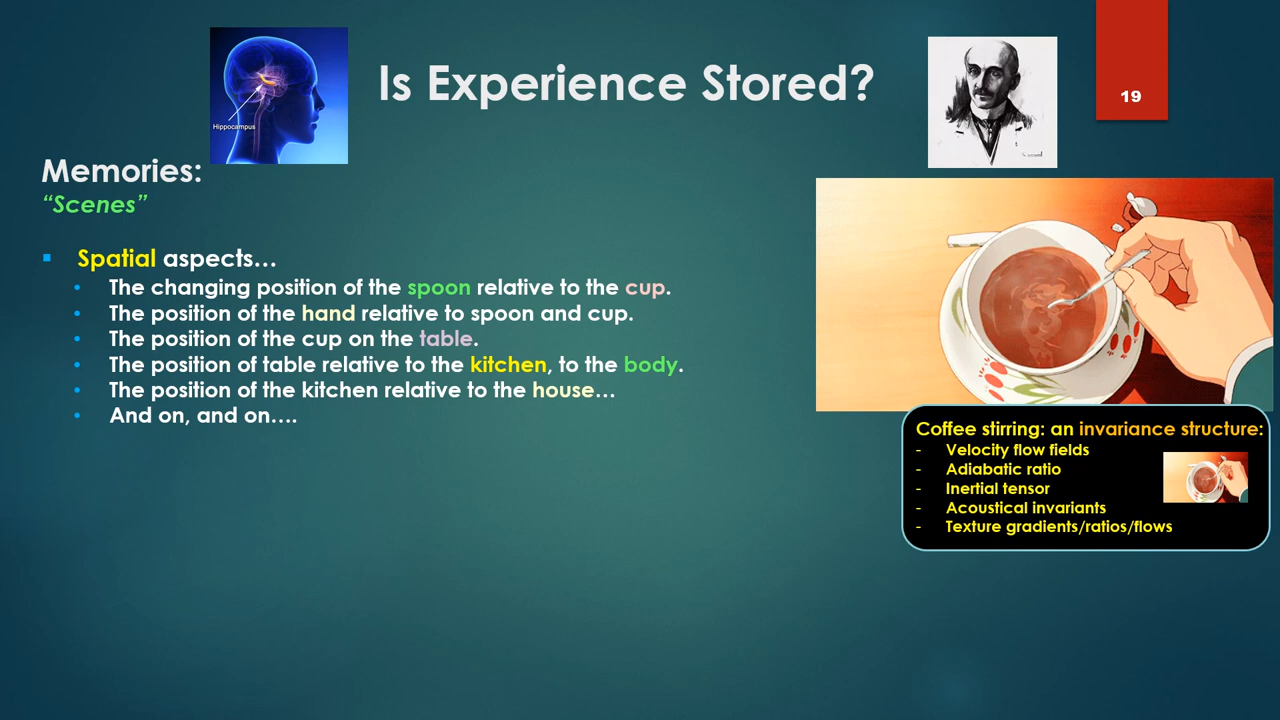 Is Experience Stored?
19
Hippocampus
Memories:
“Scenes”
▪ Spatial aspects…
• The changing position of the spoon relative to the cup.
• The position of the hand relative to spoon and cup.
• The position of the cup on the table.
• The position of table relative to the kitchen, to the body.
• The position of the kitchen relative to the house…
• And on, and on….
Coffee stirring: an invariance structure:
- Velocity flow fields
- Adiabatic ratio
- Inertial tensor
- Acoustical invariants
- Texture gradients/ratios/flows